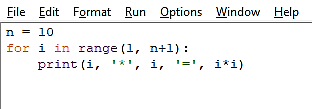 File Edit Format Run Options Window Help
n = 10
for i in range(1, n+1):
    print(i, '*', i, '=', i*i)